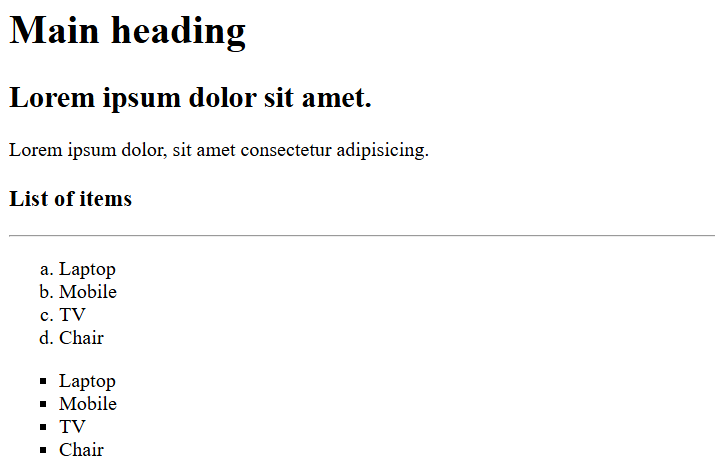 Main heading
Lorem ipsum dolor sit amet.
Lorem ipsum dolor, sit amet consectetur adipisicing.
List of items
a. Laptop
b. Mobile
c. TV
d. Chair
▪ Laptop
▪ Mobile
▪ TV
▪ Chair